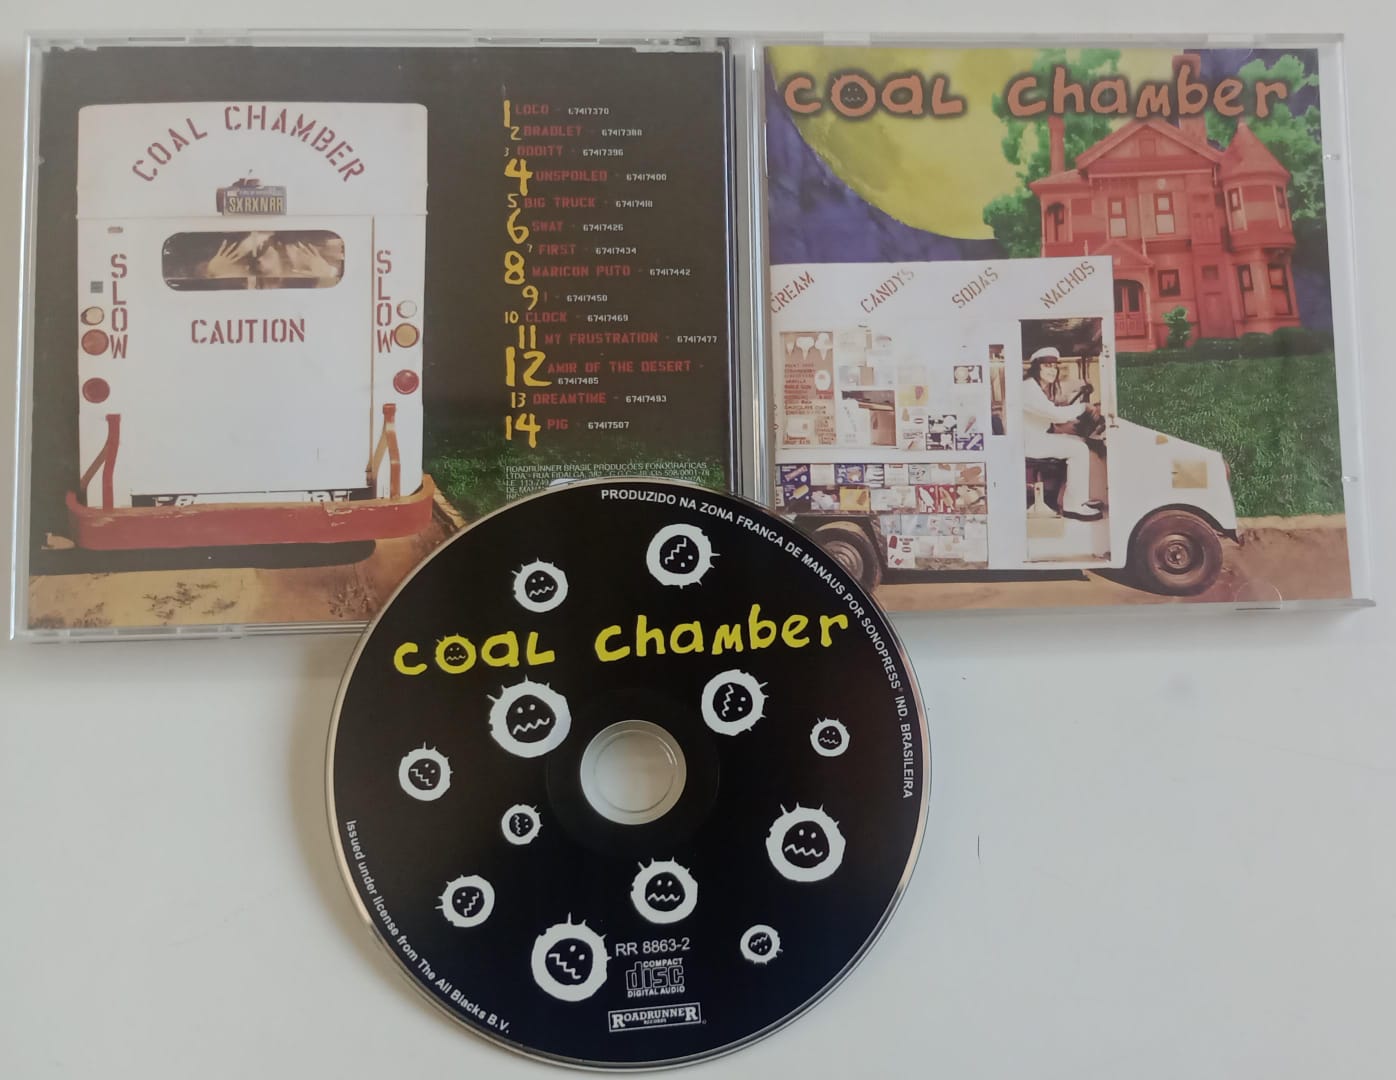 COAL CHAMBER
SXRXNRR
SLOW
SLOW
CAUTION
1 LOCO - 67417370
2 BRADLEY - 67417388
3 ODDITY - 67417396
4 UNSPOILED - 67417400
5 BIG TRUCK - 67417418
6 SWAY - 67417426
7 FIRST - 67417434
8 MARICON PUTO - 67417442
9 I - 67417450
10 CLOCK - 67417469
11 MY FRUSTRATION - 67417477
12 AMIR OF THE DESERT -
67417485
13 DREAMTIME - 67417493
14 PIG - 67417507
ROADRUNNER BRASIL PRODUÇÕES FONOGRÁFICAS
LTDA - RUA FIDALGA,
coal chamber
CREAM
CANDYS
SODAS
NACHOS
PRODUZIDO NA ZONA FRANCA DE MANAUS POR SONOPRESS® IND. BRASILEIRA
coal chamber
RR 8863-2
COMPACT
disc
DIGITAL AUDIO
ROADRUNNER
RECORDS
Issued under license from The All Blacks B.V.